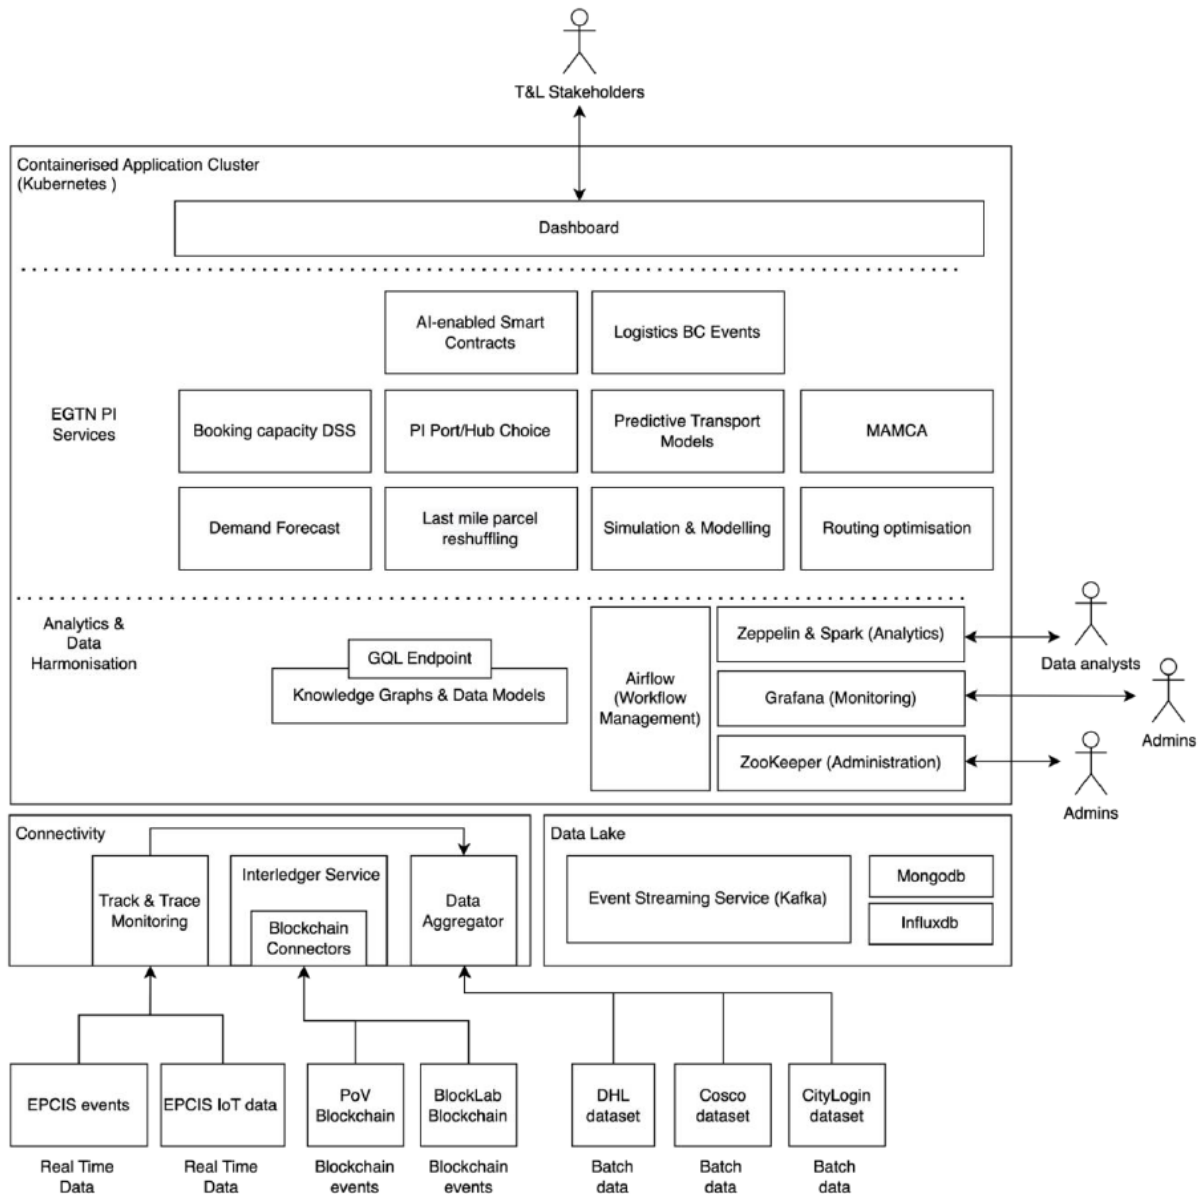 T&L Stakeholders
Containerised Application Cluster
(Kubernetes )
Dashboard
AI-enabled Smart
Contracts
Logistics BC Events
EGTN PI
Services
Booking capacity DSS
PI Port/Hub Choice
Predictive Transport
Models
MAMCA
Demand Forecast
Last mile parcel
reshuffling
Simulation & Modelling
Routing optimisation
Analytics &
Data
Harmonisation
GQL Endpoint
Knowledge Graphs & Data Models
Airflow
(Workflow
Management)
Zeppelin & Spark (Analytics)
Grafana (Monitoring)
ZooKeeper (Administration)
Data analysts
Admins
Admins
Connectivity
Track & Trace
Monitoring
Interledger Service
Blockchain
Connectors
Data
Aggregator
Data Lake
Event Streaming Service (Kafka)
Mongodb
Influxdb
EPCIS events
EPCIS IoT data
PoV
Blockchain
BlockLab
Blockchain
DHL
dataset
Cosco
dataset
CityLogin
dataset
Real Time
Data
Real Time
Data
Blockchain
events
Blockchain
events
Batch
data
Batch
data
Batch
data